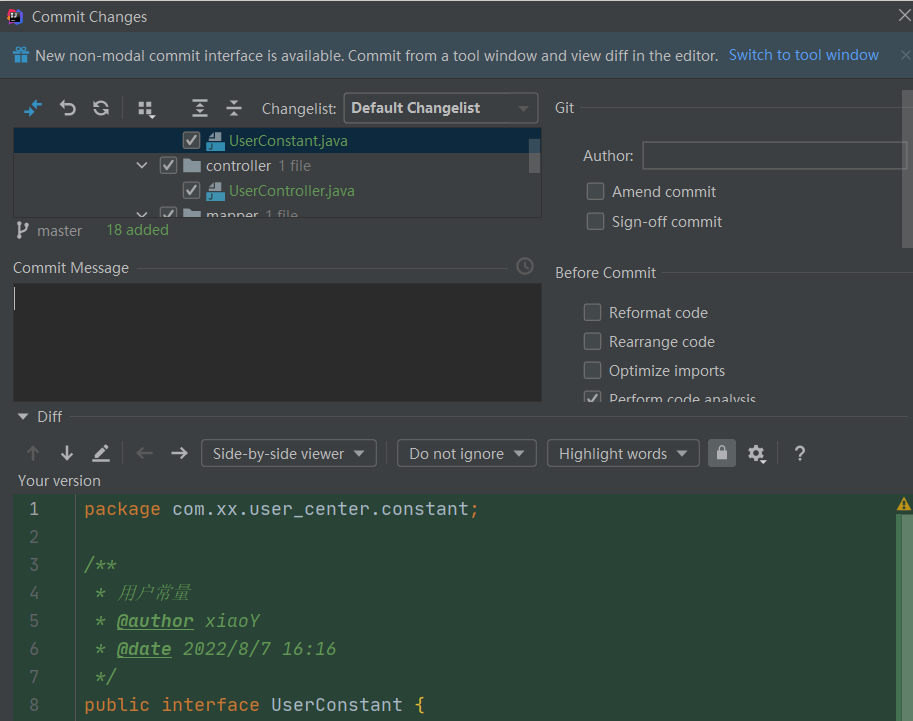 Commit Changes
New non-modal commit interface is available. Commit from a tool window and view diff in the editor. Switch to tool window
Changelist: Default Changelist
UserConstant.java
controller 1 file
UserController.java
mapper 1 file
master 18 added
Commit Message
Git
Author:
Amend commit
Sign-off commit
Before Commit
Reformat code
Rearrange code
Optimize imports
Perform code analysis
Diff
Side-by-side viewer Do not ignore Highlight words ?
Your version
1 package com.xx.user_center.constant;
2
3 /**
4 * 用户常量
5 * @author xiaoY
6 * @date 2022/8/7 16:16
7 */
8 public interface UserConstant {